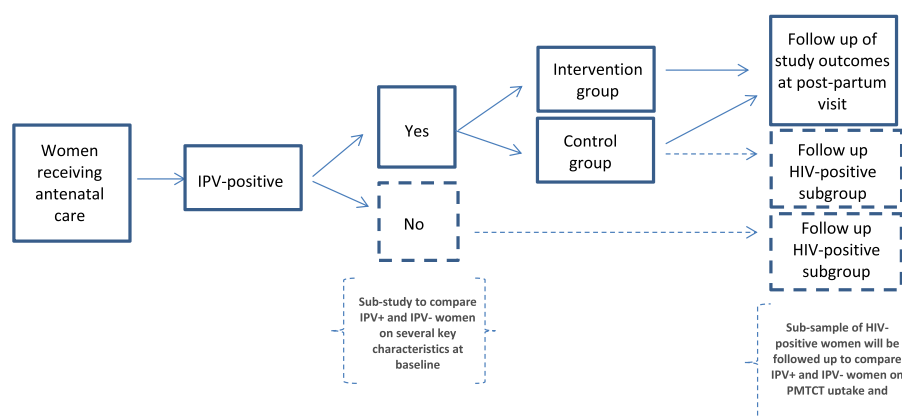 Women
receiving
antenatal
care
IPV-positive
Yes
No
Intervention
group
Control
group
Follow up of
study outcomes
at post-partum
visit
Follow up
HIV-positive
subgroup
Follow up
HIV-positive
subgroup
Sub-study to compare
IPV+ and IPV- women
on several key
characteristics at
baseline
Sub-sample of HIV-
positive women will be
followed up to compare
IPV+ and IPV- women on
PMTCT uptake and